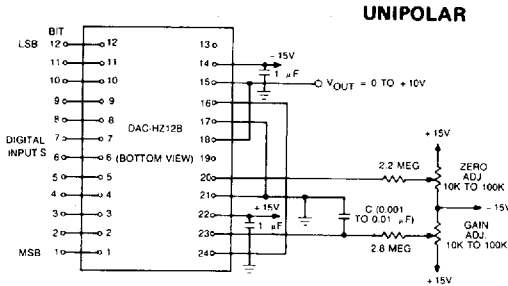 UNIPOLAR
BIT
LSB 12 12 13
11 11 14 - 15V
1 μF
10 10 15 VOUT = 0 TO +10V
9 9 16
8 8 DAC-HZ12B 17
DIGITAL
INPUTS
7 7 18
6 6 (BOTTOM VIEW) 19
5 5 20
4 4 21
3 3 22
2 2 23
MSB 1 1 24
+ 15V
1 μF
2.2 MEG
C (0.001
TO 0.01 μF)
2.8 MEG
+ 15V
ZERO
ADJ.
10K TO 100K
- 15V
GAIN
ADJ.
10K TO 100K
+15V